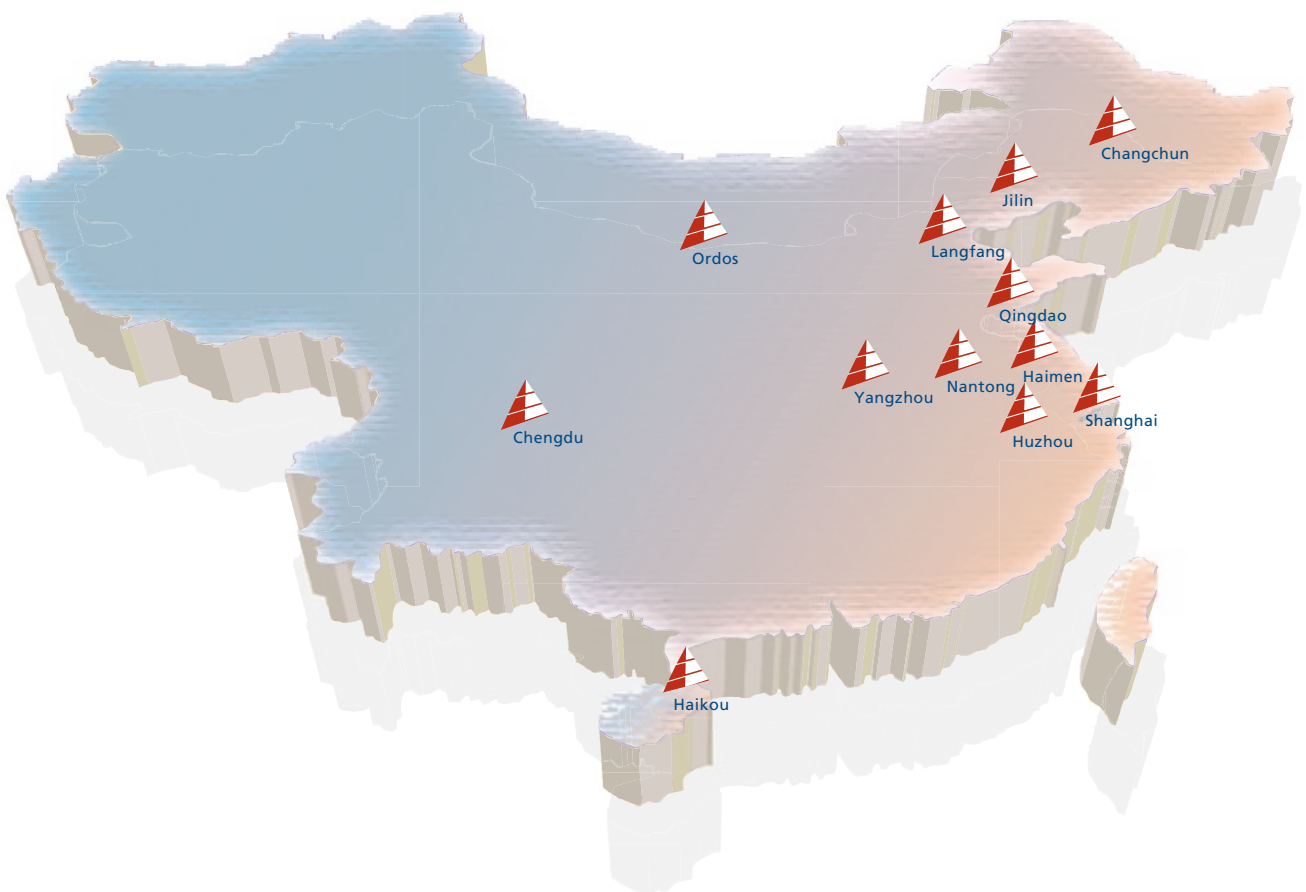 Changchun
Jilin
Langfang
Ordos
Qingdao
Haimen
Nantong
Yangzhou
Shanghai
Chengdu
Huzhou
Haikou